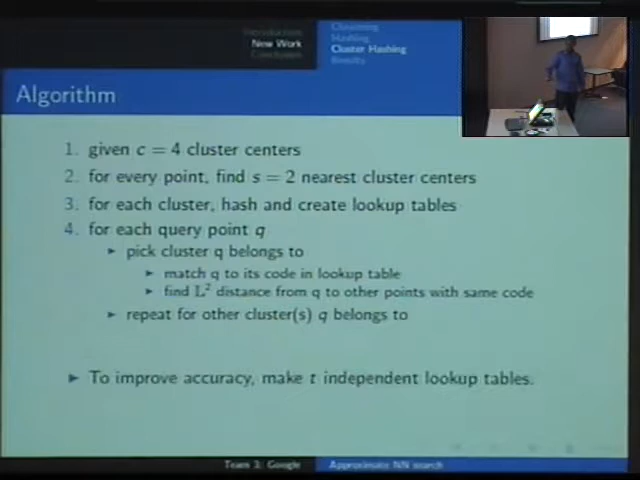 Introduction
New Work
Conclusion
Clustering
Hashing
Cluster Hashing
Results
Algorithm
1. given c = 4 cluster centers
2. for every point, find s = 2 nearest cluster centers
3. for each cluster, hash and create lookup tables
4. for each query point q
► pick cluster q belongs to
► match q to its code in lookup table
► find L² distance from q to other points with same code
► repeat for other cluster(s) q belongs to
► To improve accuracy, make t independent lookup tables.
Team 3: Google
Approximate NN search